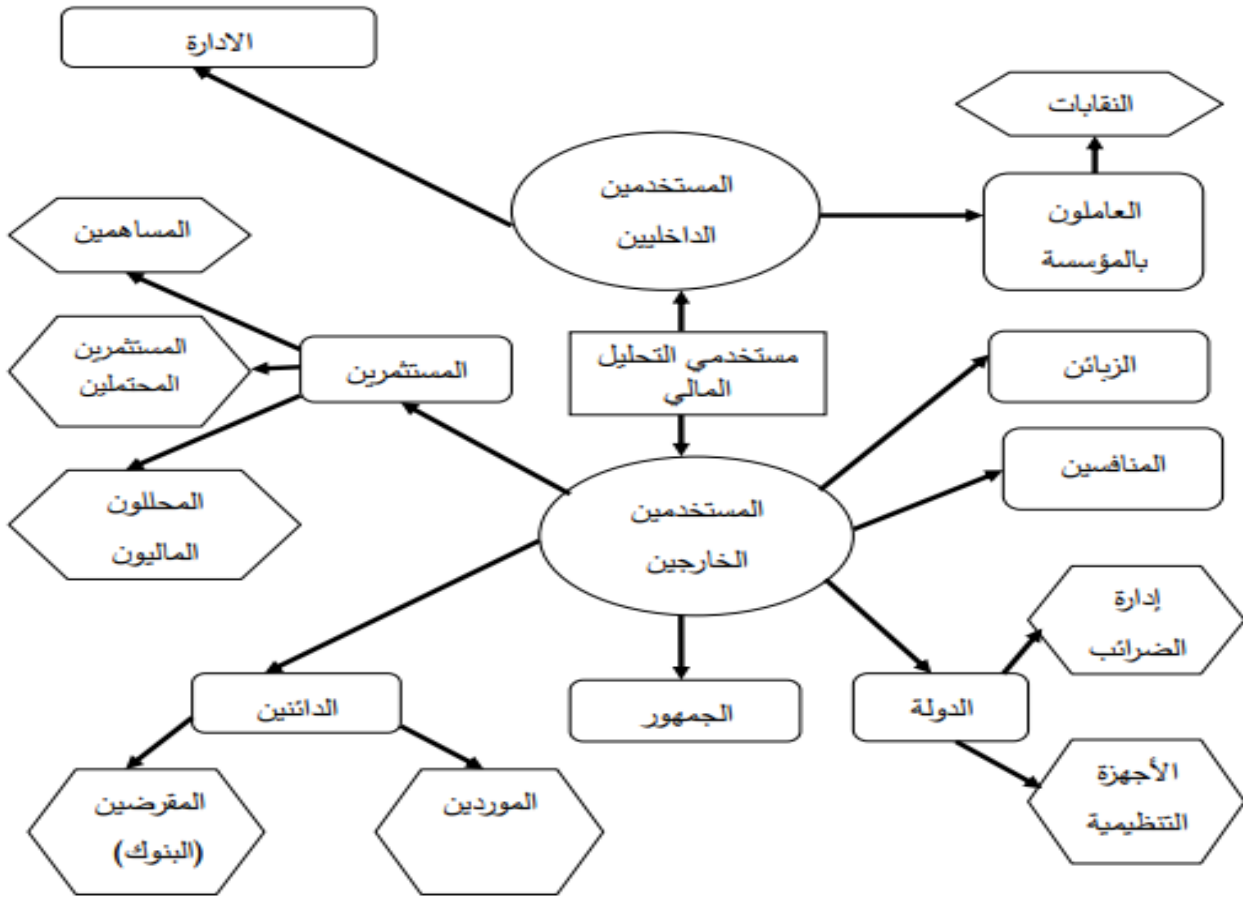 الادارة
النقابات
المستخدمين
الداخليين
العاملون
بالمؤسسة
المساهمين
المستثمرين
المحتملين
المستثمرين
مستخدمي التحليل
المالي
الزبائن
المنافسين
المحللون
الماليون
المستخدمين
الخارجين
إدارة
الضرائب
الدائنين
الجمهور
الدولة
المقرضين
(البنوك)
الموردين
الأجهزة
التنظيمية